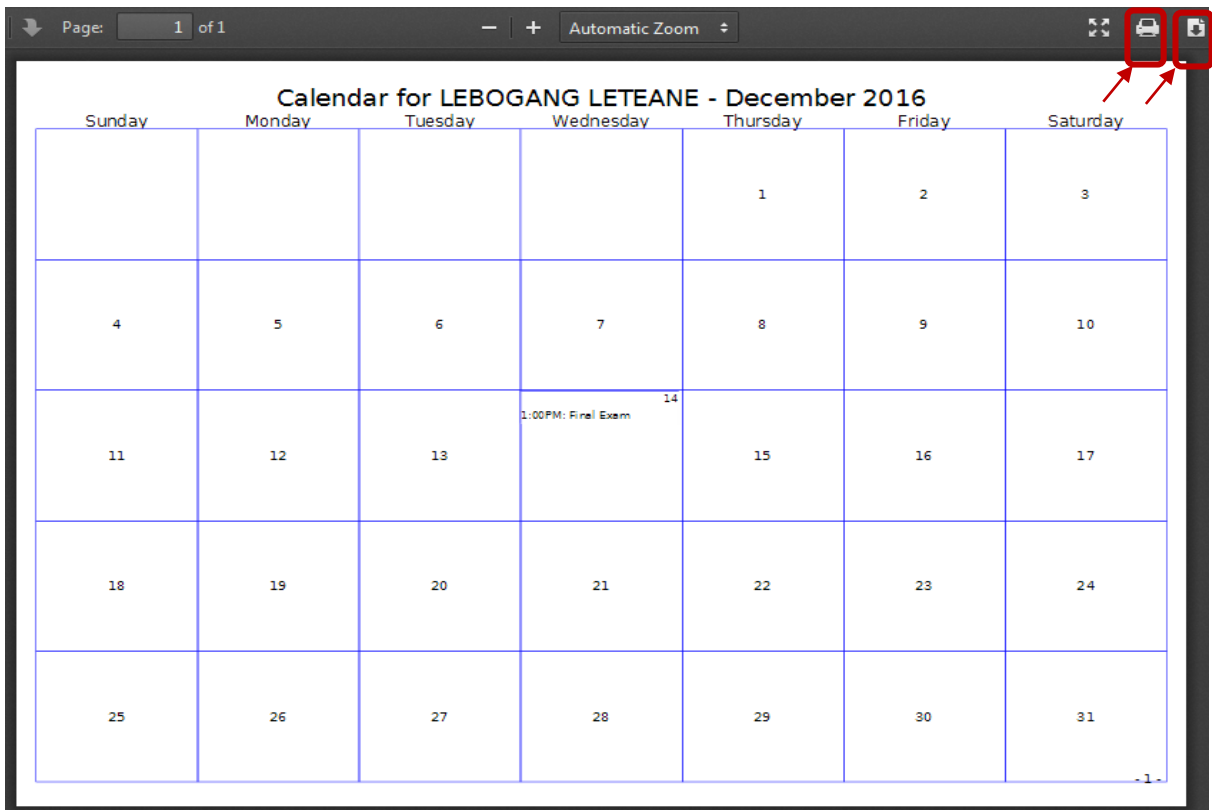 Page: 1 of 1 Automatic Zoom
Calendar for LEBOGANG LETEANE - December 2016
Sunday Monday Tuesday Wednesday Thursday Friday Saturday
1 2 3
4 5 6 7 8 9 10
14
1:00PM: Final Exam
11 12 13 15 16 17
18 19 20 21 22 23 24
25 26 27 28 29 30 31
- 1 -